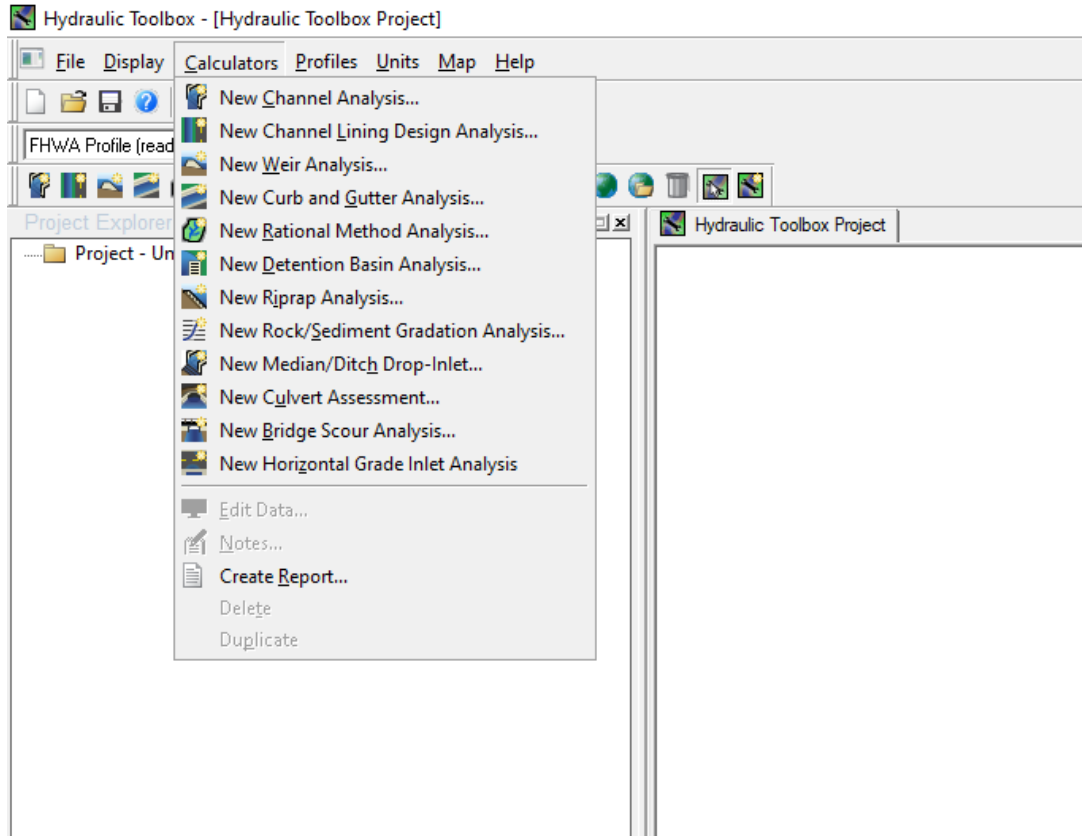 Hydraulic Toolbox - [Hydraulic Toolbox Project]
File Display Calculators Profiles Units Map Help
New Channel Analysis...
New Channel Lining Design Analysis...
FHWA Profile (read
New Weir Analysis...
New Curb and Gutter Analysis...
Project Explorer
Hydraulic Toolbox Project
New Rational Method Analysis...
Project - Un
New Detention Basin Analysis...
New Riprap Analysis...
New Rock/Sediment Gradation Analysis...
New Median/Ditch Drop-Inlet...
New Culvert Assessment...
New Bridge Scour Analysis...
New Horizontal Grade Inlet Analysis
Edit Data...
Notes...
Create Report...
Delete
Duplicate